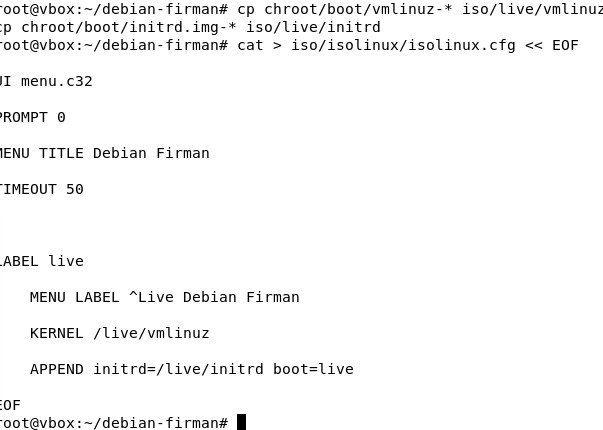 root@vbox:~/debian-firman# cp chroot/boot/vmlinuz-* iso/live/vmlinuz
cp chroot/boot/initrd.img-* iso/live/initrd
root@vbox:~/debian-firman# cat > iso/isolinux/isolinux.cfg << EOF
UI menu.c32
PROMPT 0
MENU TITLE Debian Firman
TIMEOUT 50
LABEL live
MENU LABEL ^Live Debian Firman
KERNEL /live/vmlinuz
APPEND initrd=/live/initrd boot=live
EOF
root@vbox:~/debian-firman#